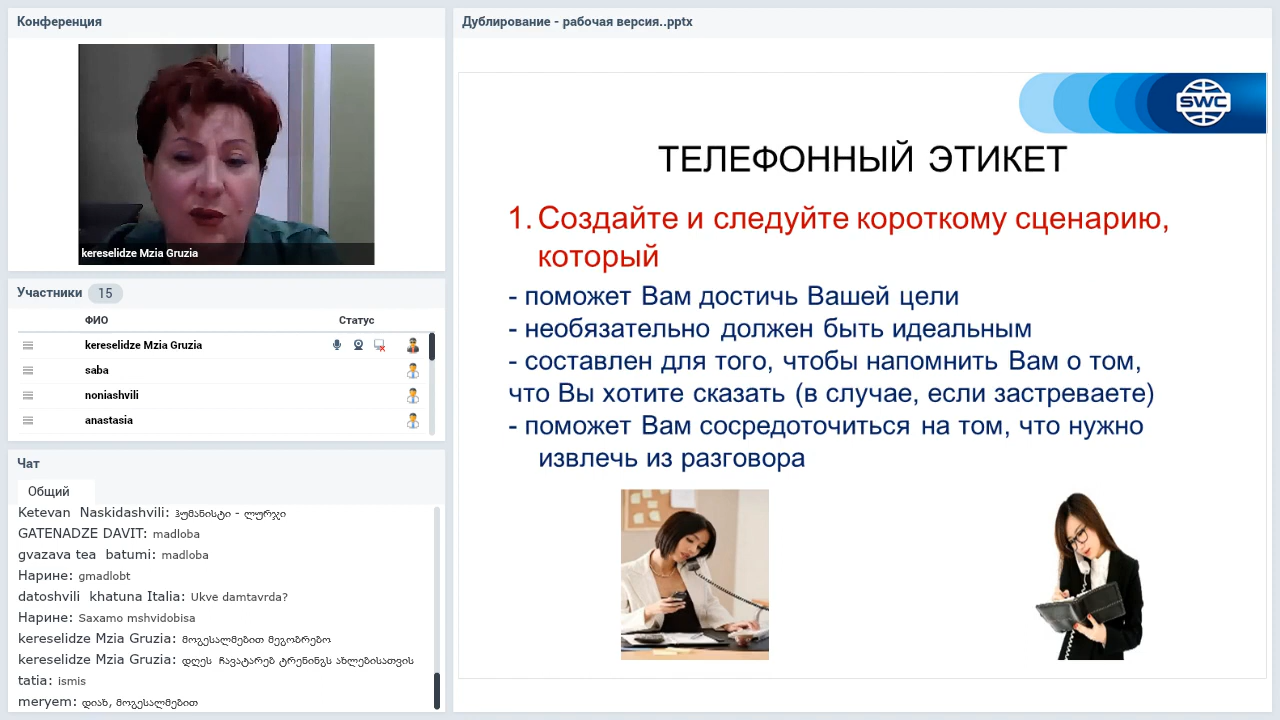 Конференция
kereselidze Mzia Gruzia
Участники 15
ФИО Статус
kereselidze Mzia Gruzia
saba
noniashvili
anastasia
Чат
Общий
Ketevan Naskidashvili: ჰუმანისტი - ლურჯი
GATENADZE DAVIT: madloba
gvazava tea batumi: madloba
Нарине: gmadlobt
datoshvili khatuna Italia: Ukve damtavrda?
Нарине: Saxamo mshvidobisa
kereselidze Mzia Gruzia: მოგესალმებით მეგობრებო
kereselidze Mzia Gruzia: დღეს ჩავატარებ ტრენინგს ახლებისათვის
tatia: ismis
meryem: დიახ, მოგესალმებით
Дублирование - рабочая версия..pptx
SWC
ТЕЛЕФОННЫЙ ЭТИКЕТ
1. Создайте и следуйте короткому сценарию,
который
- поможет Вам достичь Вашей цели
- необязательно должен быть идеальным
- составлен для того, чтобы напомнить Вам о том,
что Вы хотите сказать (в случае, если застреваете)
- поможет Вам сосредоточиться на том, что нужно
извлечь из разговора